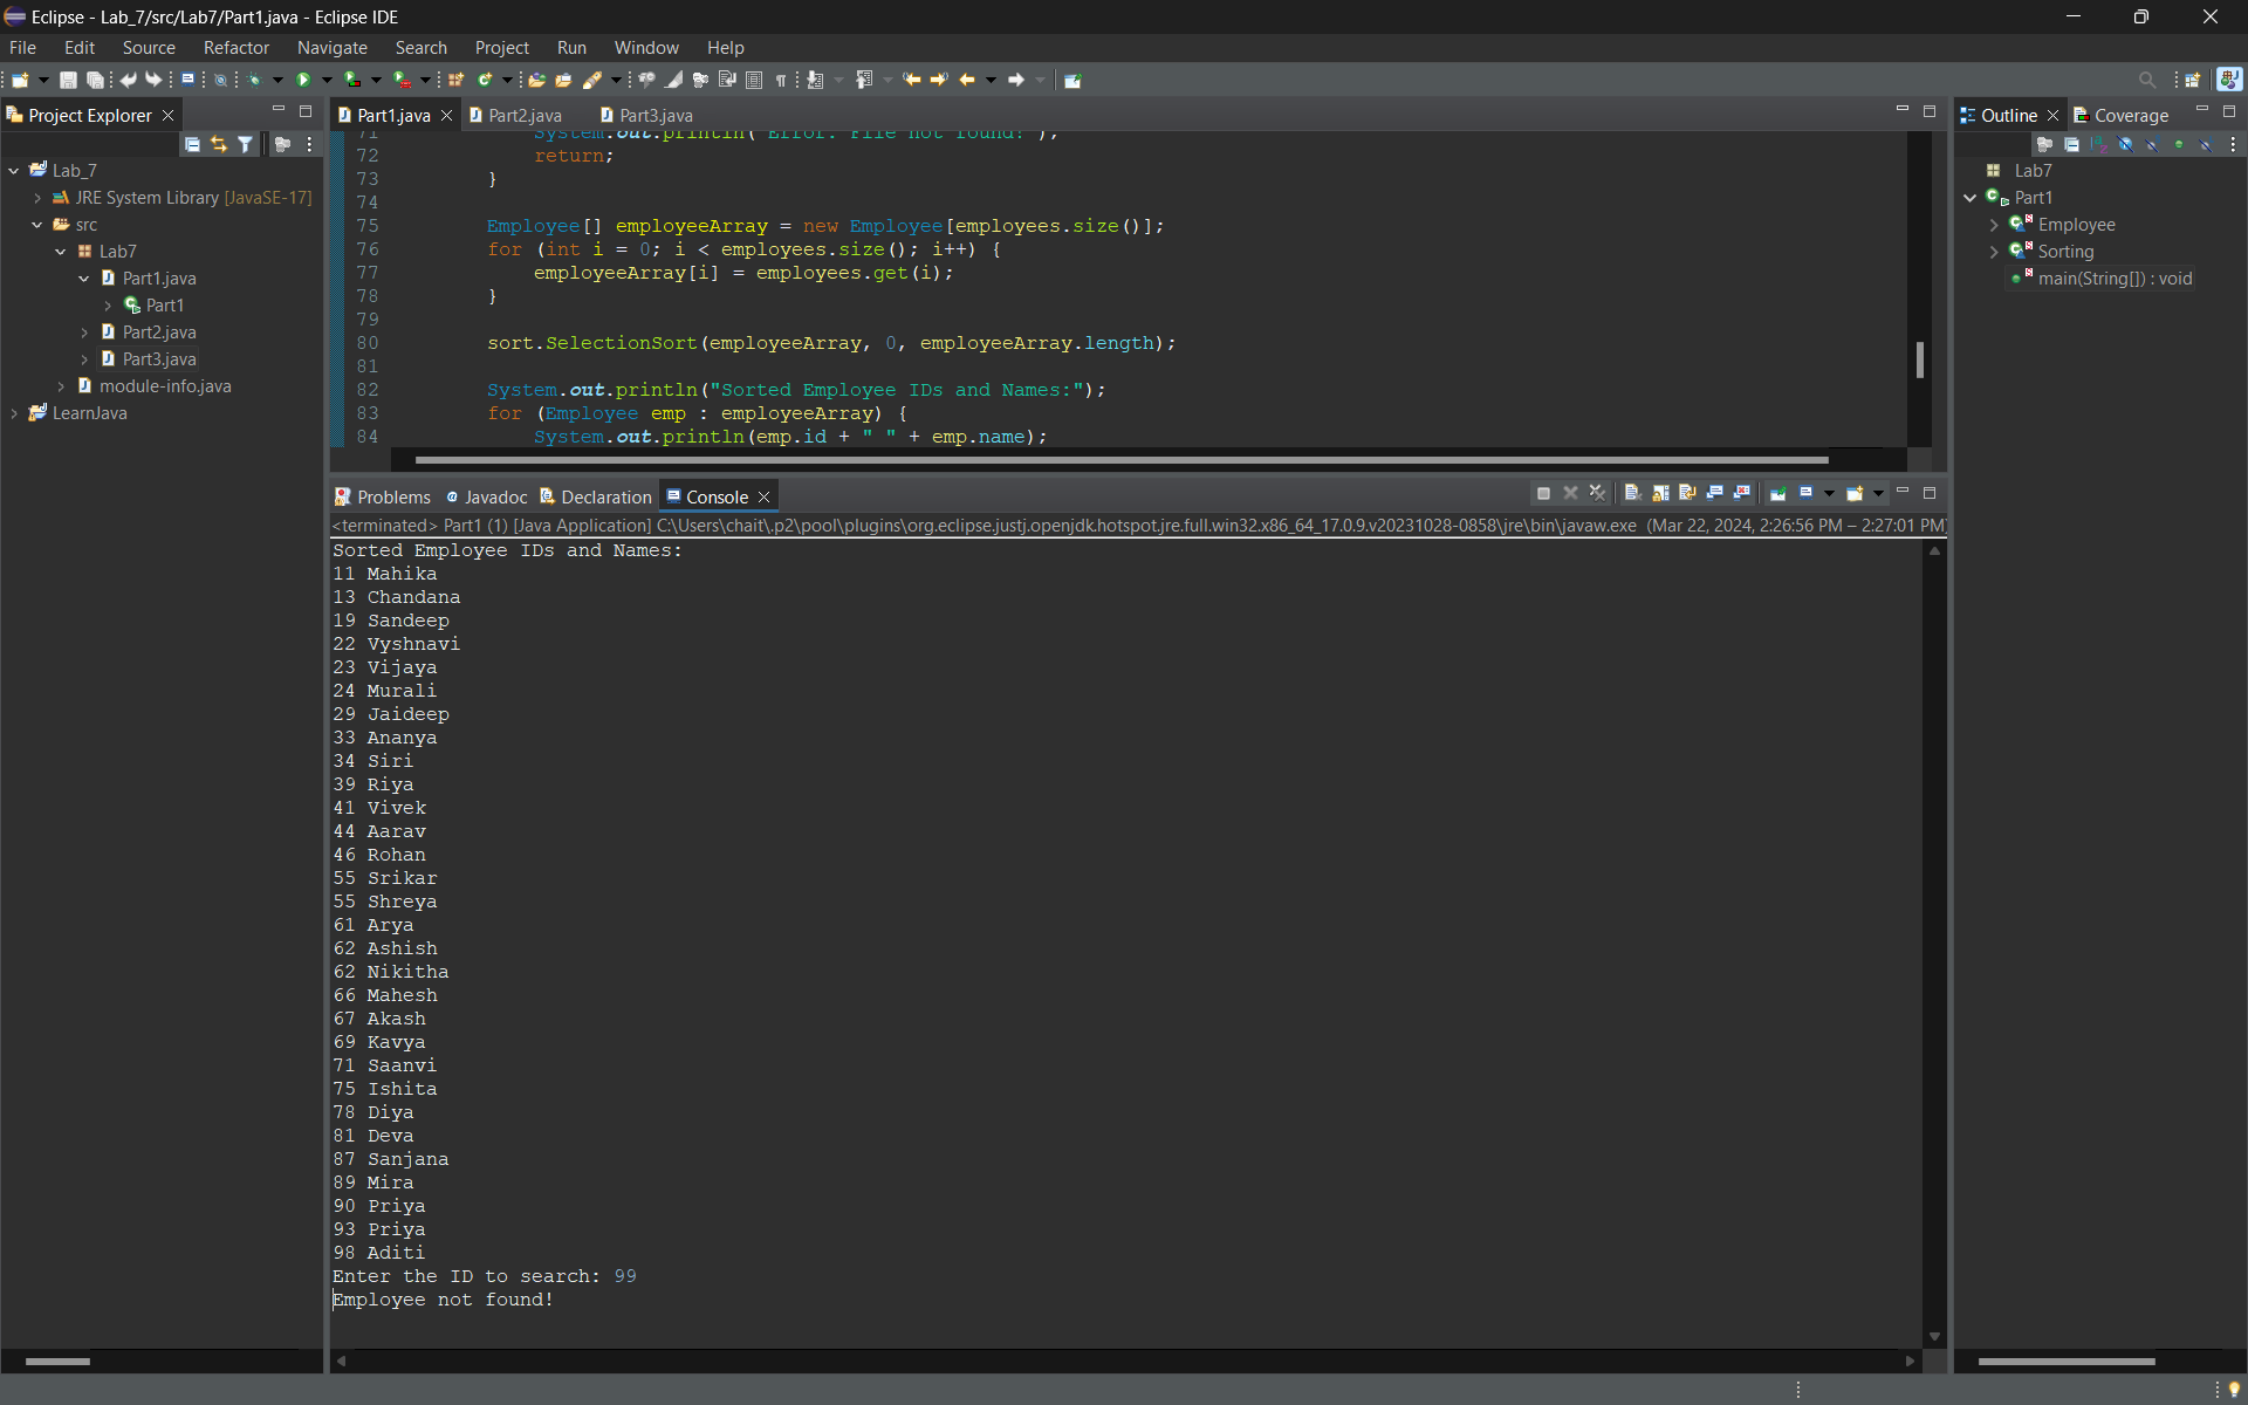 Eclipse - Lab_7/src/Lab7/Part1.java - Eclipse IDE
File Edit Source Refactor Navigate Search Project Run Window Help
Project Explorer
Lab_7
JRE System Library [JavaSE-17]
src
Lab7
Part1.java
Part1
Part2.java
Part3.java
module-info.java
LearnJava
Part1.java Part2.java Part3.java
71 System.out.println("Error: File not found!");
72 return;
73 }
74
75 Employee[] employeeArray = new Employee[employees.size()];
76 for (int i = 0; i < employees.size(); i++) {
77 employeeArray[i] = employees.get(i);
78 }
79
80 sort.SelectionSort(employeeArray, 0, employeeArray.length);
81
82 System.out.println("Sorted Employee IDs and Names:");
83 for (Employee emp : employeeArray) {
84 System.out.println(emp.id + " " + emp.name);
Problems Javadoc Declaration Console
<terminated> Part1 (1) [Java Application] C:\Users\chait\.p2\pool\plugins\org.eclipse.justj.openjdk.hotspot.jre.full.win32.x86_64_17.0.9.v20231028-0858\jre\bin\javaw.exe (Mar 22, 2024, 2:26:56 PM – 2:27:01 PM
Sorted Employee IDs and Names:
11 Mahika
13 Chandana
19 Sandeep
22 Vyshnavi
23 Vijaya
24 Murali
29 Jaideep
33 Ananya
34 Siri
39 Riya
41 Vivek
44 Aarav
46 Rohan
55 Srikar
55 Shreya
61 Arya
62 Ashish
62 Nikitha
66 Mahesh
67 Akash
69 Kavya
71 Saanvi
75 Ishita
78 Diya
81 Deva
87 Sanjana
89 Mira
90 Priya
93 Priya
98 Aditi
Enter the ID to search: 99
Employee not found!
Outline Coverage
Lab7
Part1
Employee
Sorting
main(String[]) : void